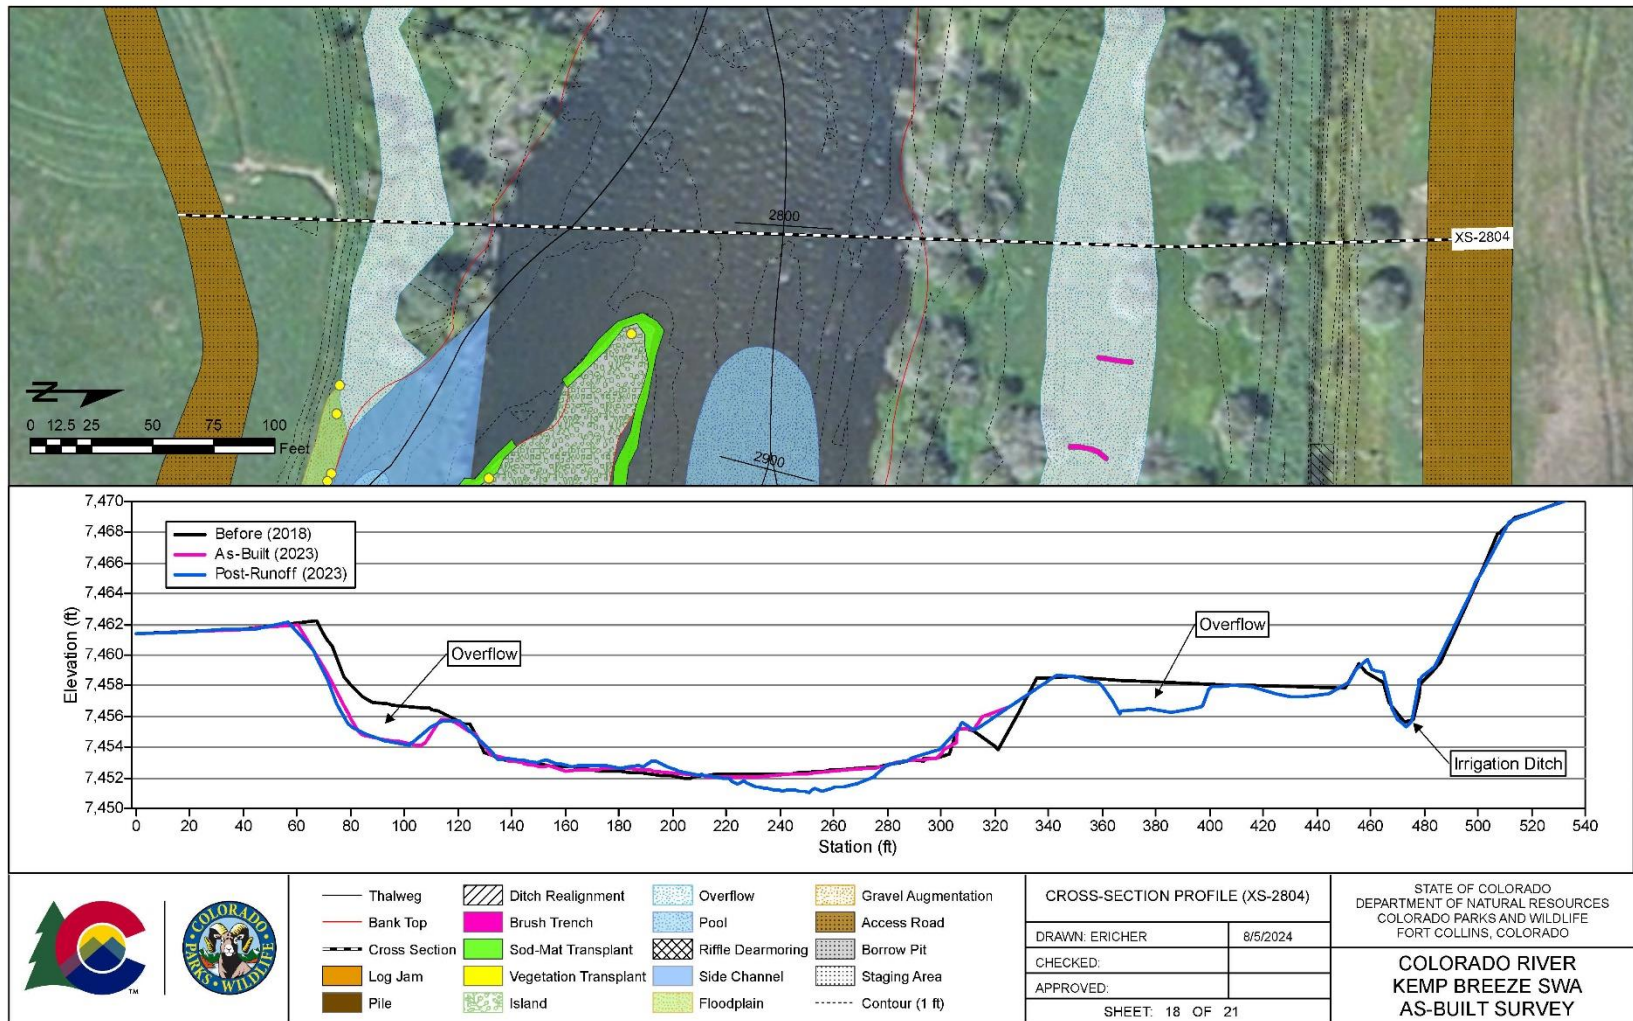 2800
XS-2804
N
0 12.5 25 50 75 100
Feet
2900
7,470
7,468
7,466
7,464
7,462
7,460
7,458
7,456
7,454
7,452
7,450
Elevation (ft)
Before (2018)
As-Built (2023)
Post-Runoff (2023)
Overflow
Overflow
Irrigation Ditch
0 20 40 60 80 100 120 140 160 180 200 220 240 260 280 300 320 340 360 380 400 420 440 460 480 500 520 540
Station (ft)
C
TM
COLORADO
PARKS AND WILDLIFE
Thalweg
Bank Top
Cross Section
Log Jam
Pile
Ditch Realignment
Brush Trench
Sod-Mat Transplant
Vegetation Transplant
Island
Overflow
Pool
Riffle Dearmoring
Side Channel
Floodplain
Gravel Augmentation
Access Road
Borrow Pit
Staging Area
Contour (1 ft)
CROSS-SECTION PROFILE (XS-2804)
DRAWN: ERICHER 8/5/2024
CHECKED:
APPROVED:
SHEET: 18 OF 21
STATE OF COLORADO
DEPARTMENT OF NATURAL RESOURCES
COLORADO PARKS AND WILDLIFE
FORT COLLINS, COLORADO
COLORADO RIVER
KEMP BREEZE SWA
AS-BUILT SURVEY